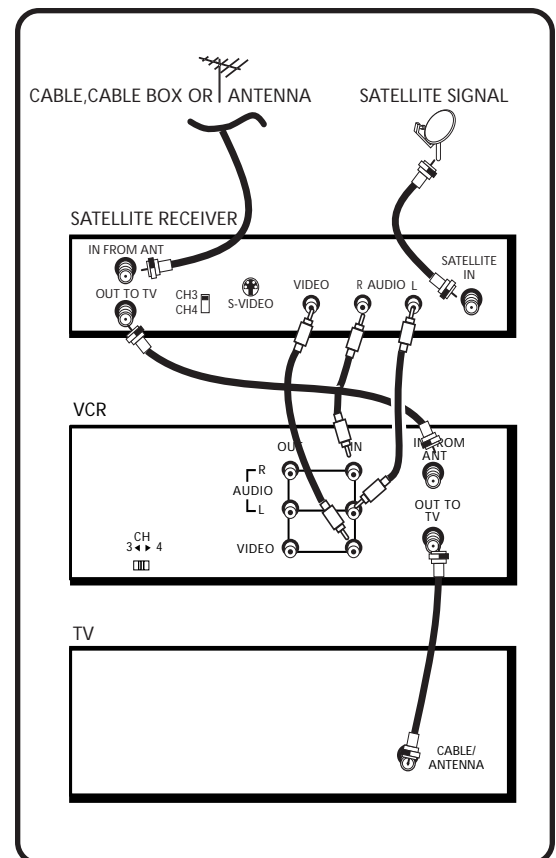 CABLE,CABLE BOX OR ANTENNA
SATELLITE SIGNAL
SATELLITE RECEIVER
IN FROM ANT
OUT TO TV
CH3
CH4
S-VIDEO
VIDEO
R AUDIO L
SATELLITE
IN
VCR
OUT
IN
IN FROM
ANT
R
AUDIO
L
VIDEO
OUT TO
TV
CH
3 4
TV
CABLE/
ANTENNA